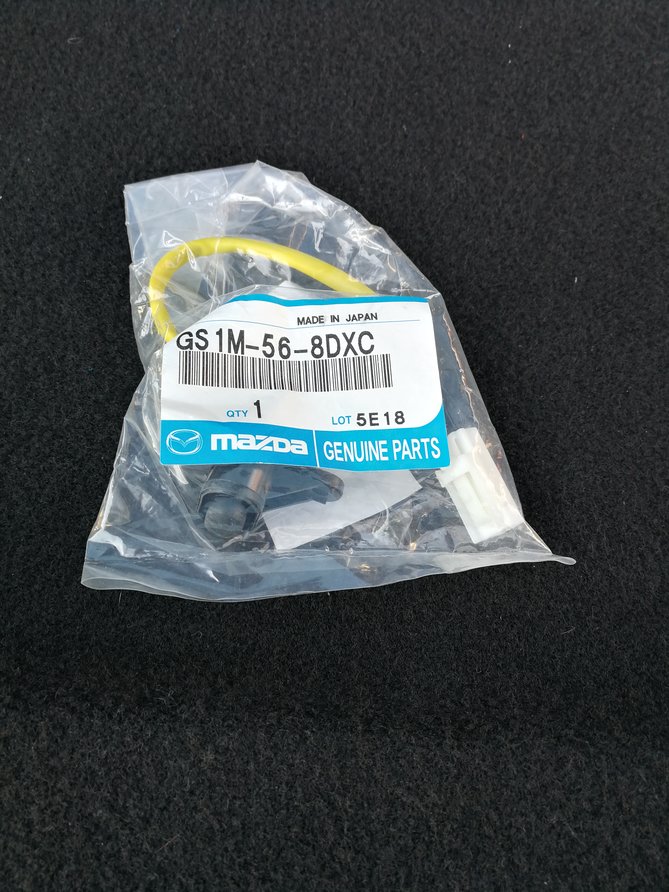 MADE IN JAPAN
GS1M-56-8DXC
QTY 1 LOT 5E18
mazda GENUINE PARTS